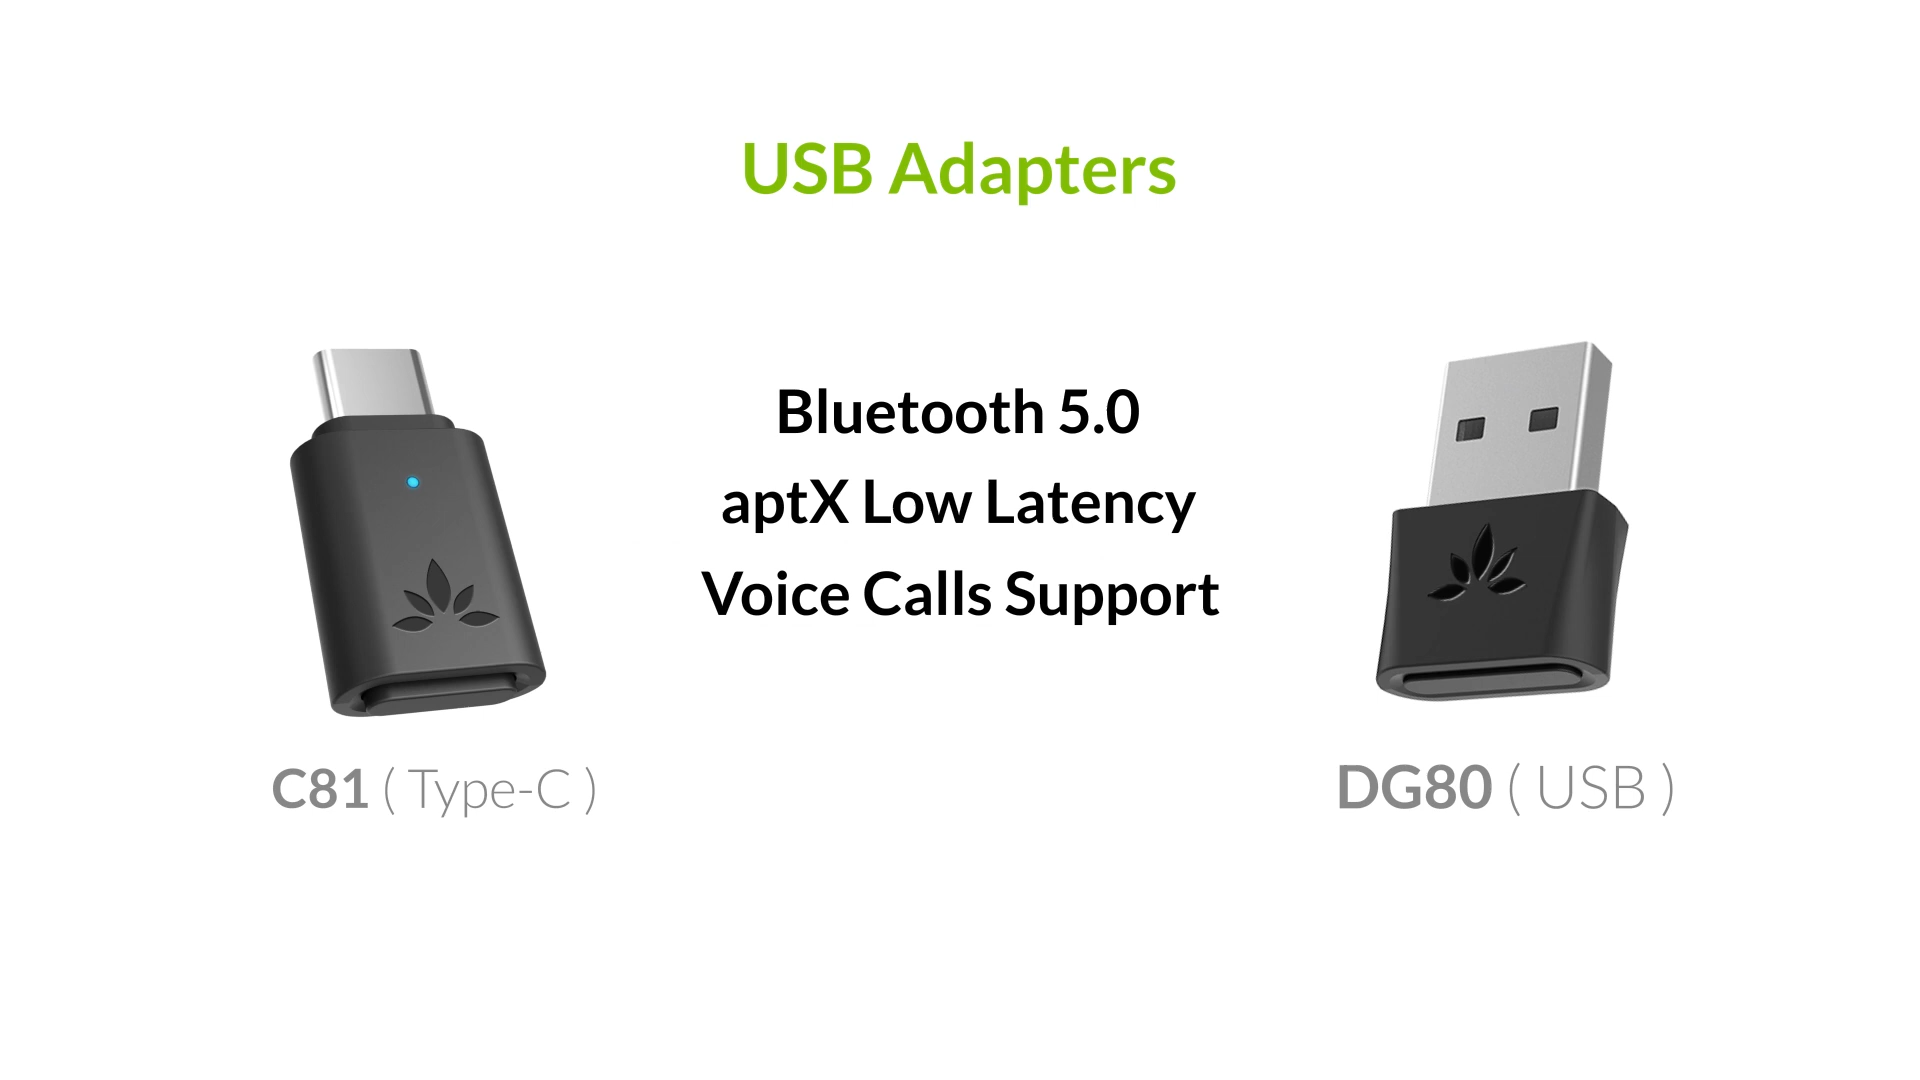 USB Adapters
Bluetooth 5.0
aptX Low Latency
Voice Calls Support
C81 ( Type-C )
DG80 ( USB )